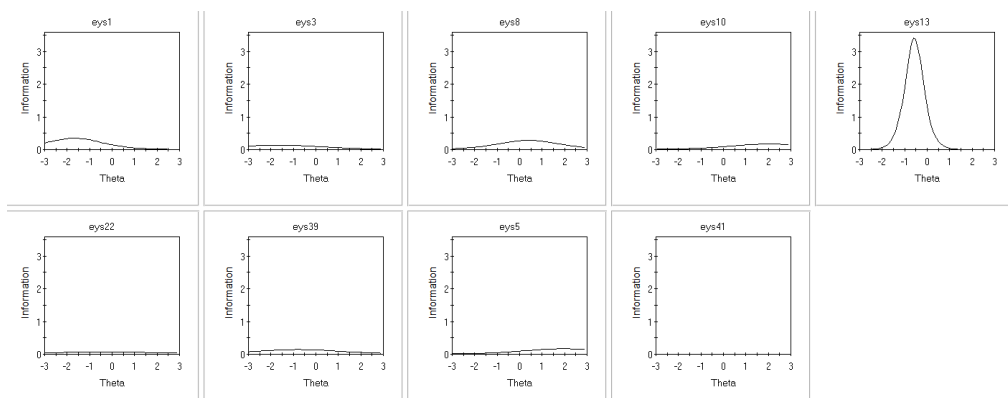 eys1 eys3 eys8 eys10 eys13
3 3 3 3 3
2 2 2 2 2
1 1 1 1 1
0 0 0 0 0
Information Information Information Information Information
-3 -2 -1 0 1 2 3 -3 -2 -1 0 1 2 3 -3 -2 -1 0 1 2 3 -3 -2 -1 0 1 2 3 -3 -2 -1 0 1 2 3
Theta Theta Theta Theta Theta
eys22 eys39 eys5 eys41
3 3 3 3
2 2 2 2
1 1 1 1
0 0 0 0
Information Information Information Information
-3 -2 -1 0 1 2 3 -3 -2 -1 0 1 2 3 -3 -2 -1 0 1 2 3 -3 -2 -1 0 1 2 3
Theta Theta Theta Theta